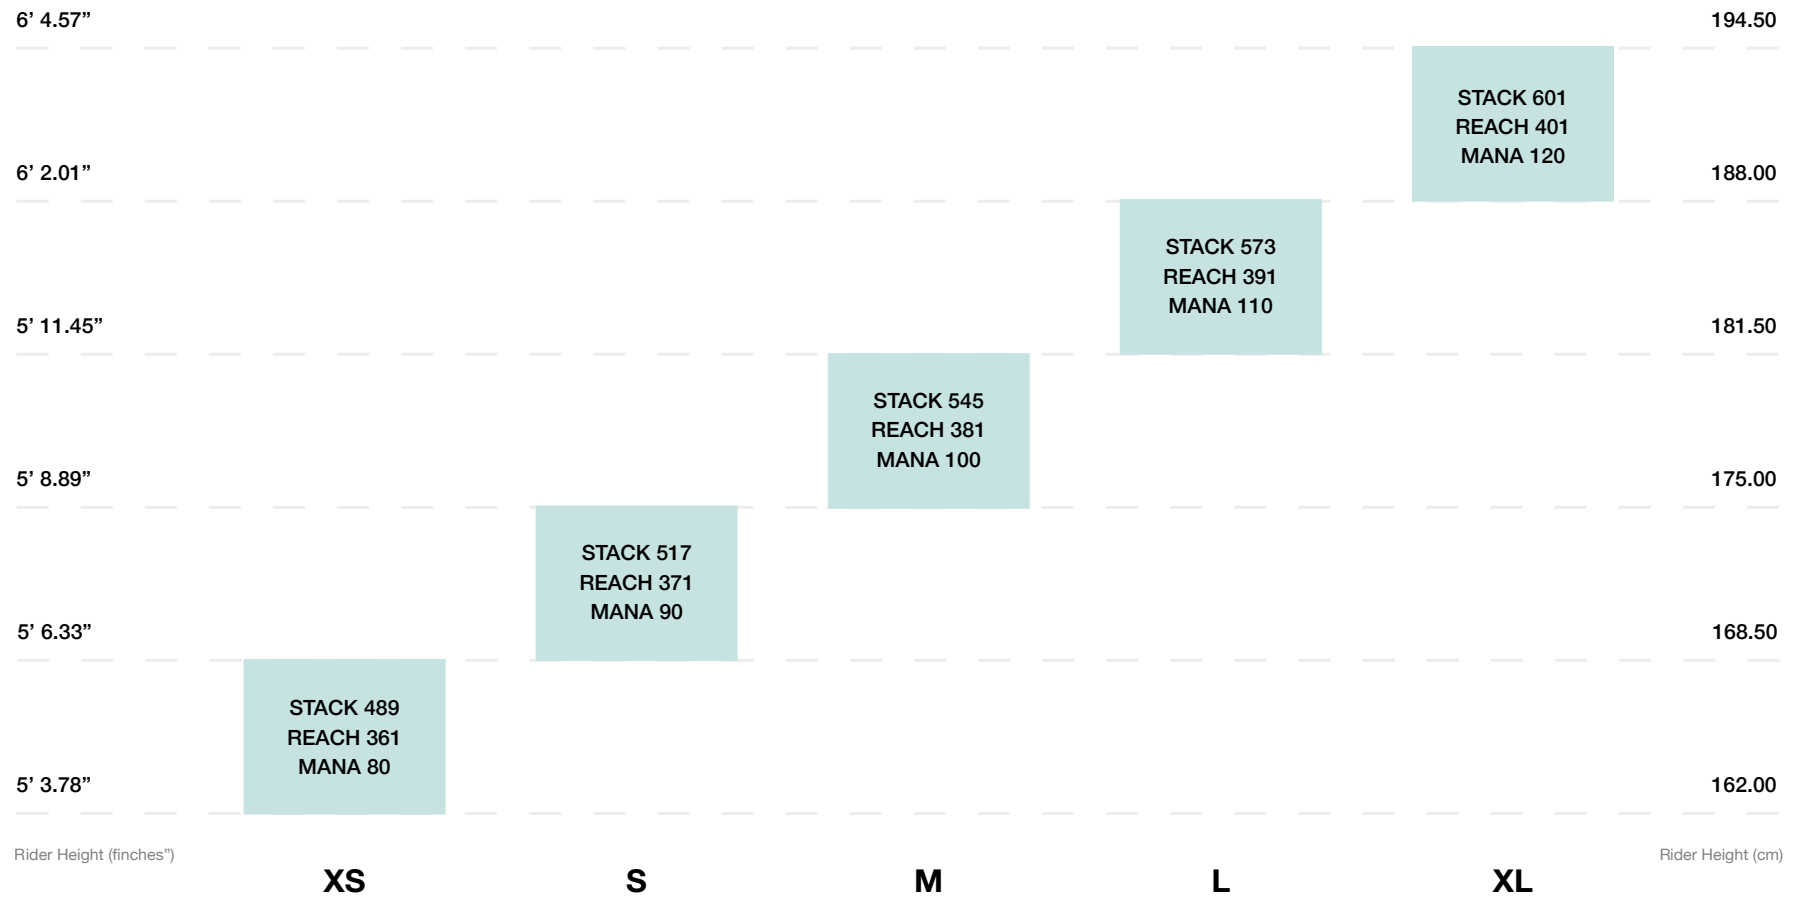 6’ 4.57” 194.50
STACK 601
REACH 401
MANA 120
6’ 2.01” 188.00
STACK 573
REACH 391
MANA 110
5’ 11.45” 181.50
STACK 545
REACH 381
MANA 100
5’ 8.89” 175.00
STACK 517
REACH 371
MANA 90
5’ 6.33” 168.50
STACK 489
REACH 361
MANA 80
5’ 3.78” 162.00
Rider Height (finches”) Rider Height (cm)
XS S M L XL